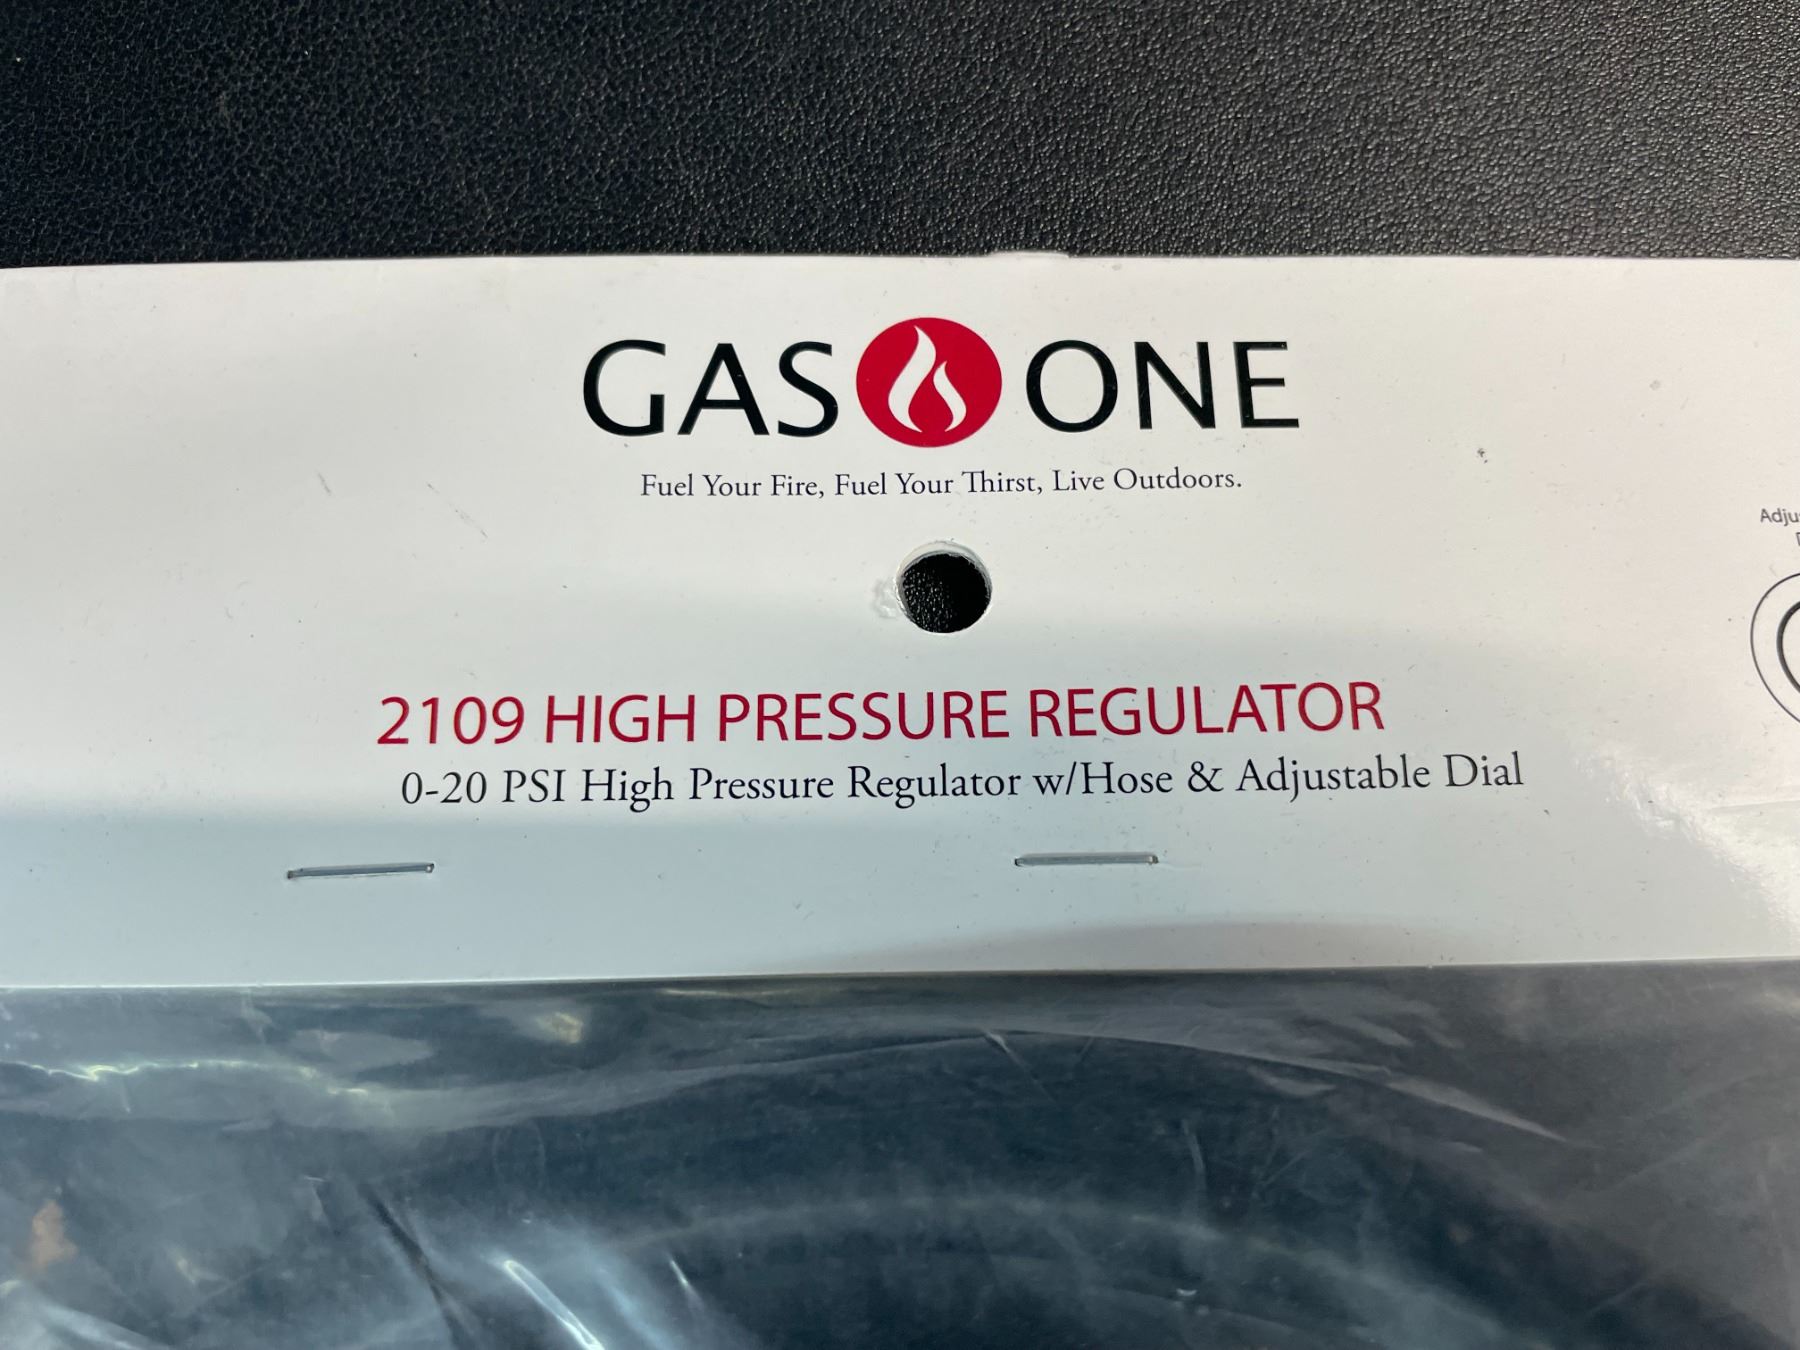 GAS ONE
Fuel Your Fire, Fuel Your Thirst, Live Outdoors.
2109 HIGH PRESSURE REGULATOR
0-20 PSI High Pressure Regulator w/Hose & Adjustable Dial